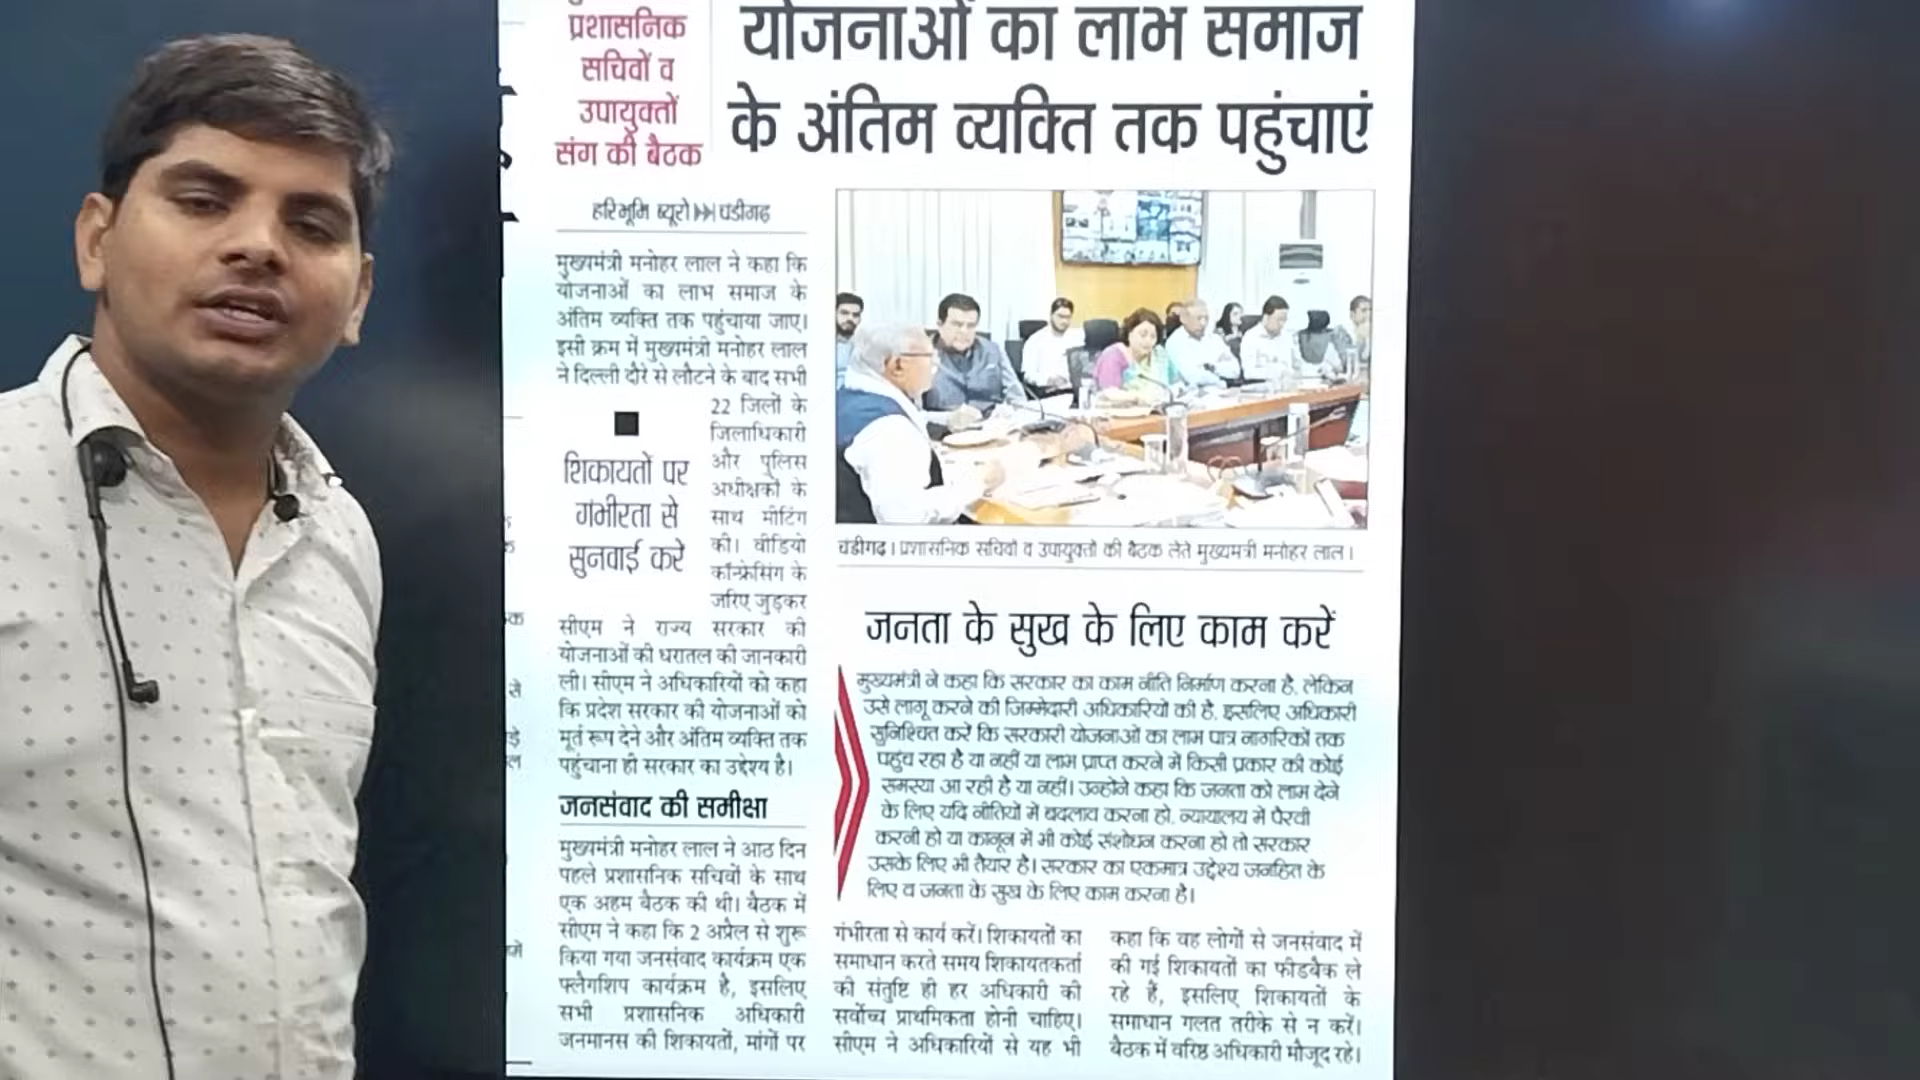 प्रशासनिक
सचिवों व
उपायुक्तों
संग की बैठक
योजनाओं का लाभ समाज
के अंतिम व्यक्ति तक पहुंचाएं
हरिभूमि ब्यूरो चंडीगढ़
मुख्यमंत्री मनोहर लाल ने कहा कि
योजनाओं का लाभ समाज के
अंतिम व्यक्ति तक पहुंचाया जाए।
इसी क्रम में मुख्यमंत्री मनोहर लाल
ने दिल्ली दौरे से लौटने के बाद सभी
22 जिलों के
जिलाधिकारी
और पुलिस
अधीक्षकों के
साथ मीटिंग
की। वीडियो
कॉन्फ्रेसिंग के
जरिए जुड़कर
शिकायतों पर
गंभीरता से
सुनवाई करें
सीएम ने राज्य सरकार की
योजनाओं की धरातल की जानकारी
ली। सीएम ने अधिकारियों को कहा
कि प्रदेश सरकार की योजनाओं को
मूर्त रूप देने और अंतिम व्यक्ति तक
पहुंचाना ही सरकार का उद्देश्य है।
जनसंवाद की समीक्षा
मुख्यमंत्री मनोहर लाल ने आठ दिन
पहले प्रशासनिक सचिवों के साथ
एक अहम बैठक की थी। बैठक में
सीएम ने कहा कि 2 अप्रैल से शुरू
किया गया जनसंवाद कार्यक्रम एक
फ्लैगशिप कार्यक्रम है, इसलिए
सभी प्रशासनिक अधिकारी
जनमानस की शिकायतों, मांगों पर
चंडीगढ़। प्रशासनिक सचिवों व उपायुक्तों की बैठक लेते मुख्यमंत्री मनोहर लाल।
जनता के सुख के लिए काम करें
मुख्यमंत्री ने कहा कि सरकार का काम नीति निर्माण करना है, लेकिन
उसे लागू करने की जिम्मेदारी अधिकारियों की है, इसलिए अधिकारी
सुनिश्चित करें कि सरकारी योजनाओं का लाभ पात्र नागरिकों तक
पहुंच रहा है या नहीं या लाभ प्राप्त करने में किसी प्रकार की कोई
समस्या आ रही है या नहीं। उन्होंने कहा कि जनता को लाभ देने
के लिए यदि नीतियों में बदलाव करना हो, न्यायालय में पैरवी
करनी हो या कानून में भी कोई संशोधन करना हो तो सरकार
उसके लिए भी तैयार है। सरकार का एकमात्र उद्देश्य जनहित के
लिए व जनता के सुख के लिए काम करना है।
गंभीरता से कार्य करें। शिकायतों का
समाधान करते समय शिकायतकर्ता
की संतुष्टि ही हर अधिकारी की
सर्वोच्च प्राथमिकता होनी चाहिए।
सीएम ने अधिकारियों से यह भी
कहा कि वह लोगों से जनसंवाद में
की गई शिकायतों का फीडबैक ले
रहे हैं, इसलिए शिकायतों के
समाधान गलत तरीके से न करें।
बैठक में वरिष्ठ अधिकारी मौजूद रहे।